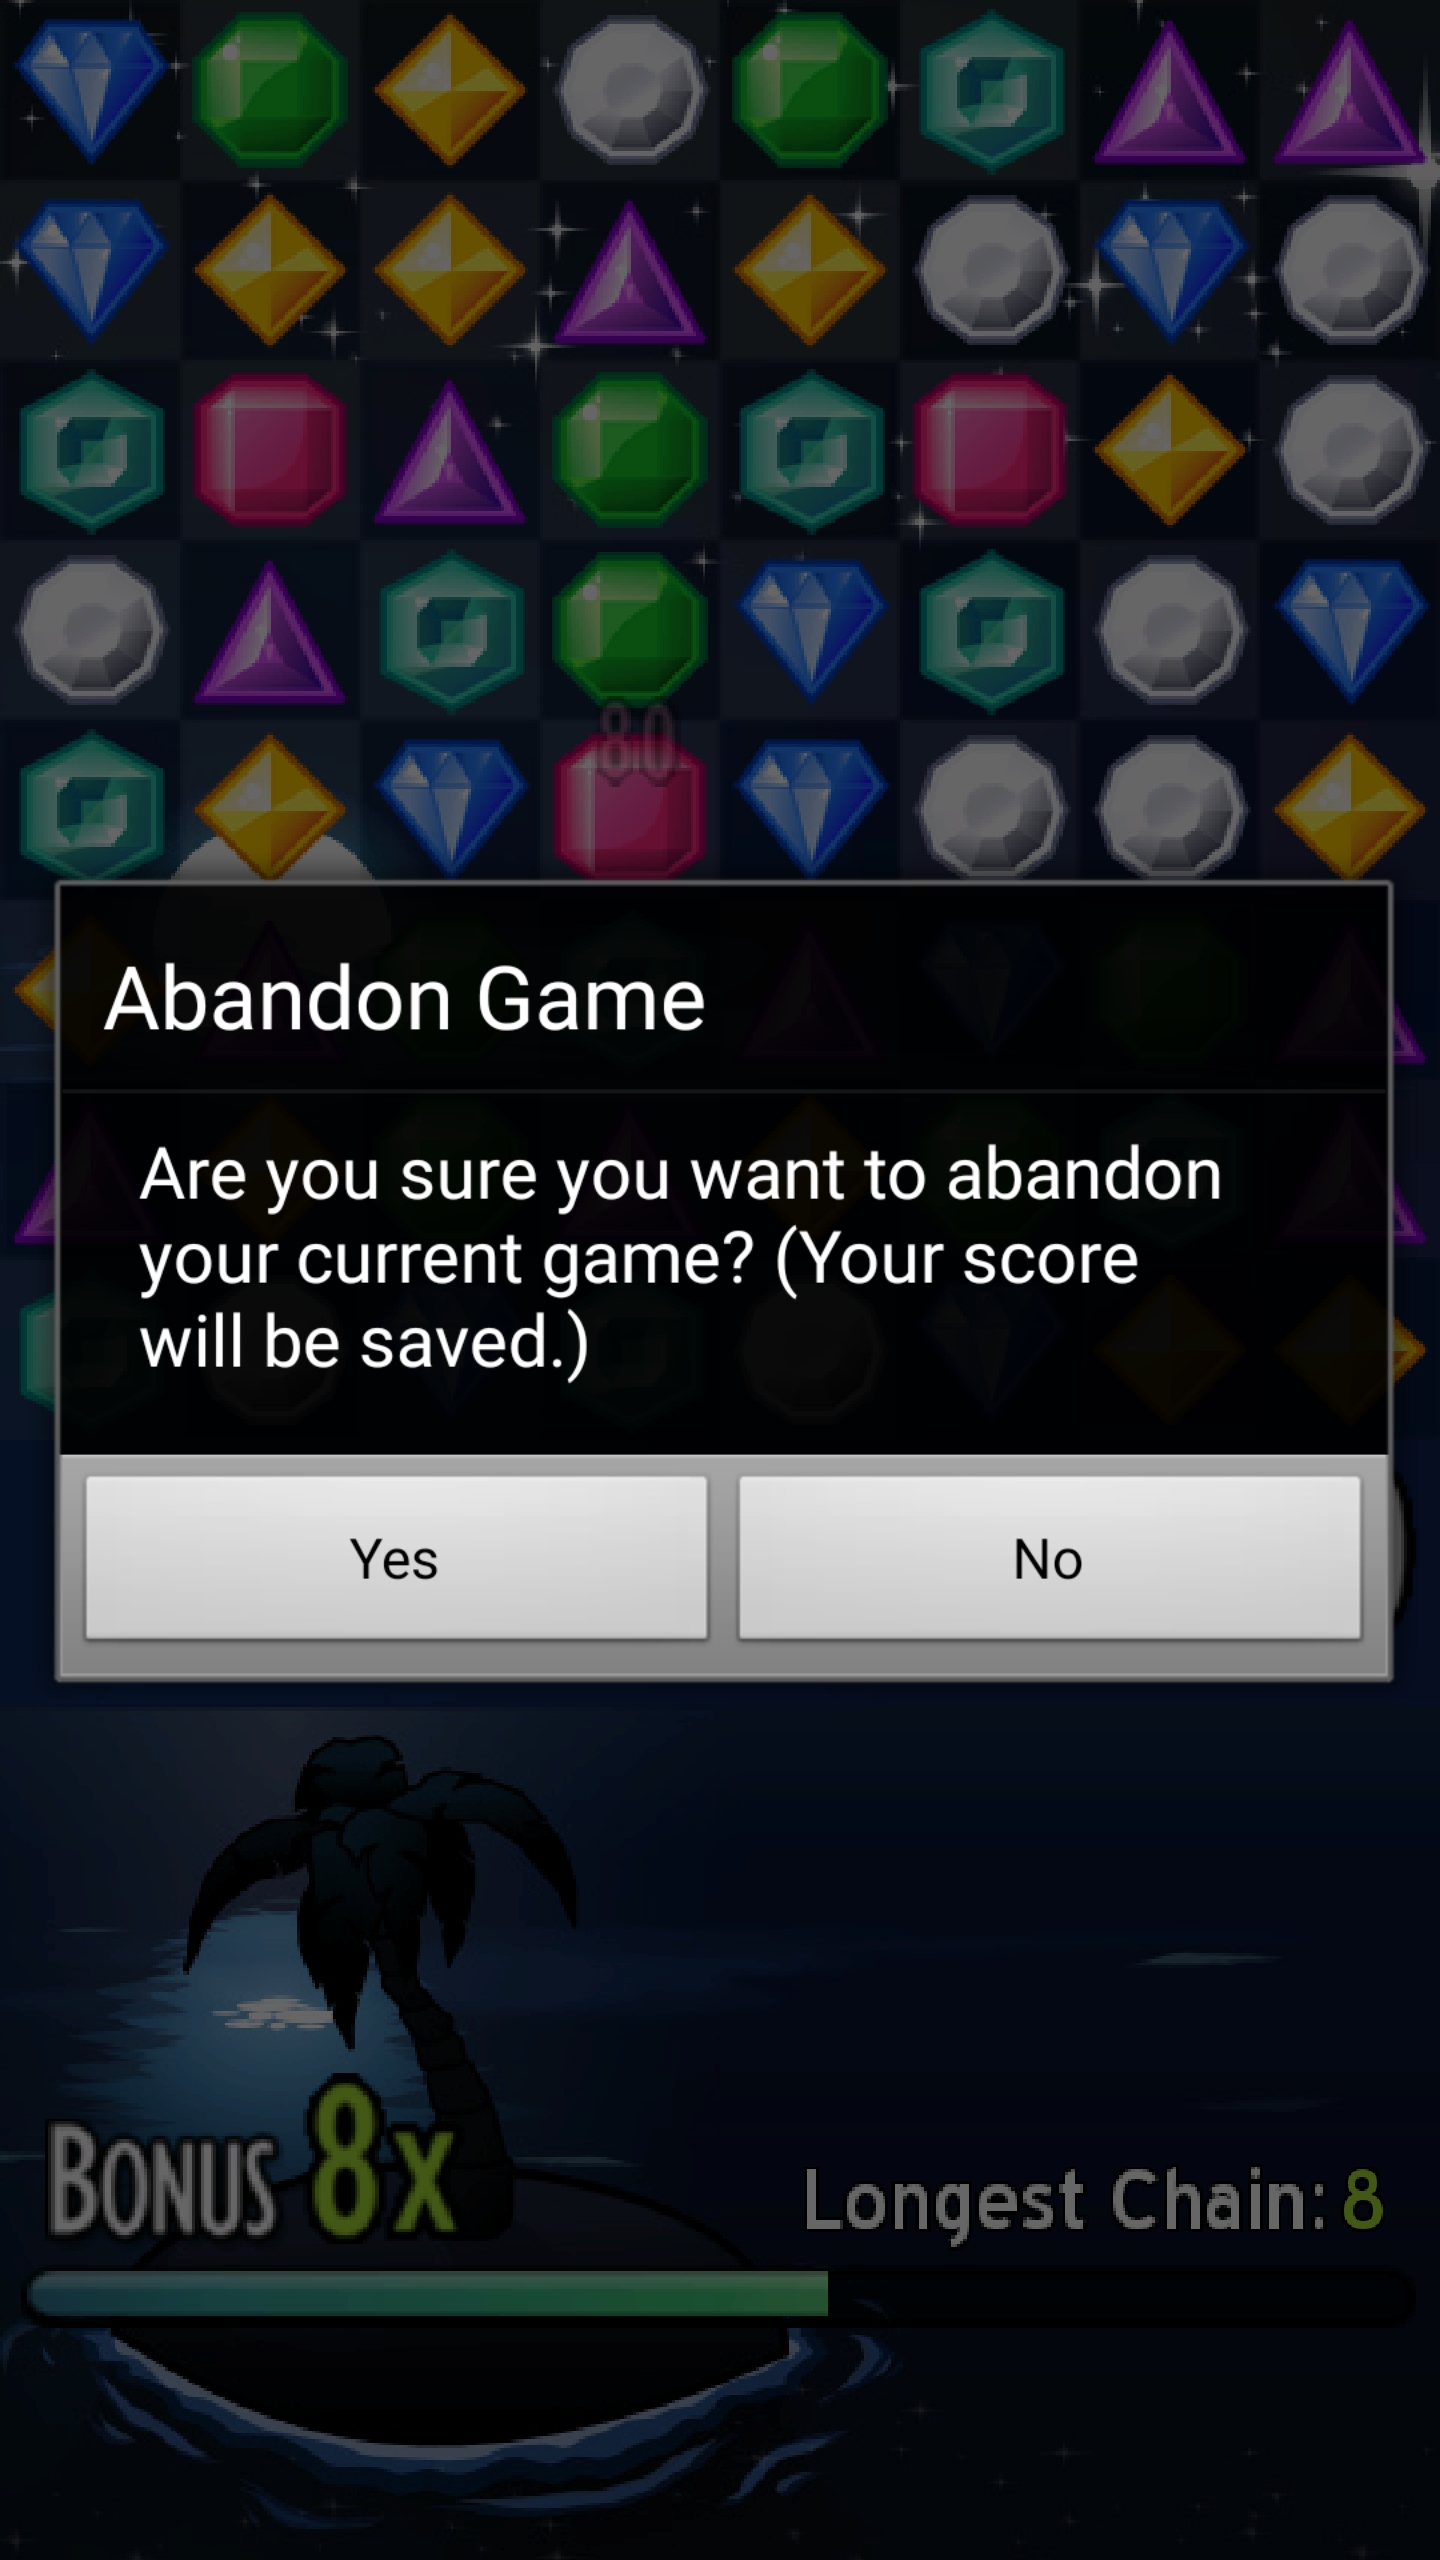 80
Abandon Game
Are you sure you want to abandon
your current game? (Your score
will be saved.)
Yes
No
BONUS 8x
Longest Chain: 8